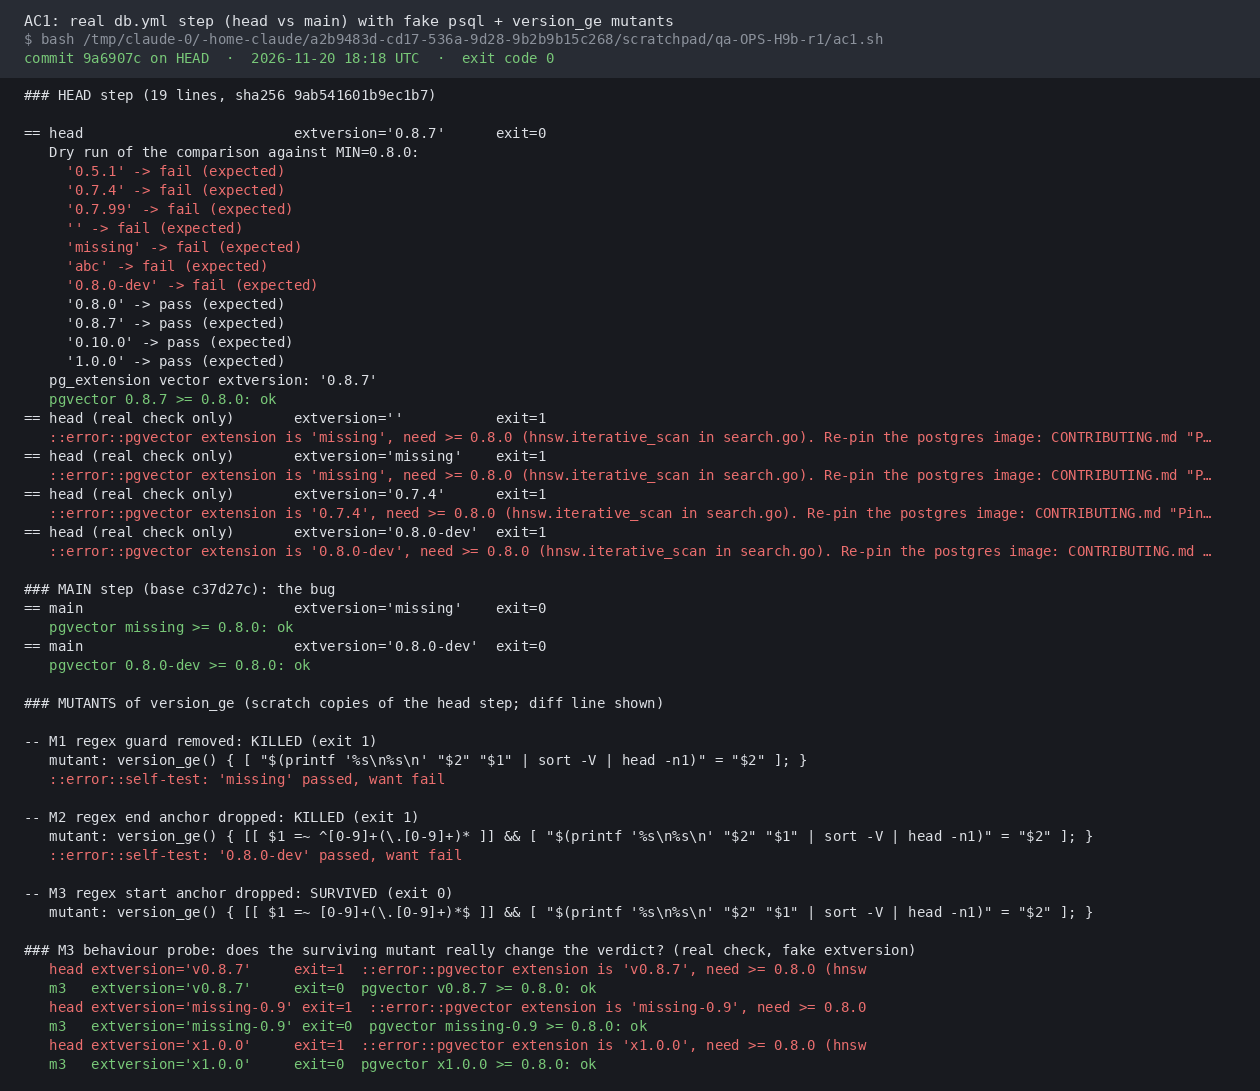 AC1: real db.yml step (head vs main) with fake psql + version_ge mutants
$ bash /tmp/claude-0/-home-claude/a2b9483d-cd17-536a-9d28-9b2b9b15c268/scratchpad/qa-OPS-H9b-r1/ac1.sh
commit 9a6907c on HEAD · 2026-11-20 18:18 UTC · exit code 0
### HEAD step (19 lines, sha256 9ab541601b9ec1b7)
== head extversion='0.8.7' exit=0
Dry run of the comparison against MIN=0.8.0:
'0.5.1' -> fail (expected)
'0.7.4' -> fail (expected)
'0.7.99' -> fail (expected)
'' -> fail (expected)
'missing' -> fail (expected)
'abc' -> fail (expected)
'0.8.0-dev' -> fail (expected)
'0.8.0' -> pass (expected)
'0.8.7' -> pass (expected)
'0.10.0' -> pass (expected)
'1.0.0' -> pass (expected)
pg_extension vector extversion: '0.8.7'
pgvector 0.8.7 >= 0.8.0: ok
== head (real check only) extversion='' exit=1
::error::pgvector extension is 'missing', need >= 0.8.0 (hnsw.iterative_scan in search.go). Re-pin the postgres image: CONTRIBUTING.md "P…
== head (real check only) extversion='missing' exit=1
::error::pgvector extension is 'missing', need >= 0.8.0 (hnsw.iterative_scan in search.go). Re-pin the postgres image: CONTRIBUTING.md "P…
== head (real check only) extversion='0.7.4' exit=1
::error::pgvector extension is '0.7.4', need >= 0.8.0 (hnsw.iterative_scan in search.go). Re-pin the postgres image: CONTRIBUTING.md "Pin…
== head (real check only) extversion='0.8.0-dev' exit=1
::error::pgvector extension is '0.8.0-dev', need >= 0.8.0 (hnsw.iterative_scan in search.go). Re-pin the postgres image: CONTRIBUTING.md …
### MAIN step (base c37d27c): the bug
== main extversion='missing' exit=0
pgvector missing >= 0.8.0: ok
== main extversion='0.8.0-dev' exit=0
pgvector 0.8.0-dev >= 0.8.0: ok
### MUTANTS of version_ge (scratch copies of the head step; diff line shown)
-- M1 regex guard removed: KILLED (exit 1)
mutant: version_ge() { [ "$(printf '%s\n%s\n' "$2" "$1" | sort -V | head -n1)" = "$2" ]; }
::error::self-test: 'missing' passed, want fail
-- M2 regex end anchor dropped: KILLED (exit 1)
mutant: version_ge() { [[ $1 =~ ^[0-9]+(\.[0-9]+)* ]] && [ "$(printf '%s\n%s\n' "$2" "$1" | sort -V | head -n1)" = "$2" ]; }
::error::self-test: '0.8.0-dev' passed, want fail
-- M3 regex start anchor dropped: SURVIVED (exit 0)
mutant: version_ge() { [[ $1 =~ [0-9]+(\.[0-9]+)*$ ]] && [ "$(printf '%s\n%s\n' "$2" "$1" | sort -V | head -n1)" = "$2" ]; }
### M3 behaviour probe: does the surviving mutant really change the verdict? (real check, fake extversion)
head extversion='v0.8.7' exit=1 ::error::pgvector extension is 'v0.8.7', need >= 0.8.0 (hnsw
m3 extversion='v0.8.7' exit=0 pgvector v0.8.7 >= 0.8.0: ok
head extversion='missing-0.9' exit=1 ::error::pgvector extension is 'missing-0.9', need >= 0.8.0
m3 extversion='missing-0.9' exit=0 pgvector missing-0.9 >= 0.8.0: ok
head extversion='x1.0.0' exit=1 ::error::pgvector extension is 'x1.0.0', need >= 0.8.0 (hnsw
m3 extversion='x1.0.0' exit=0 pgvector x1.0.0 >= 0.8.0: ok